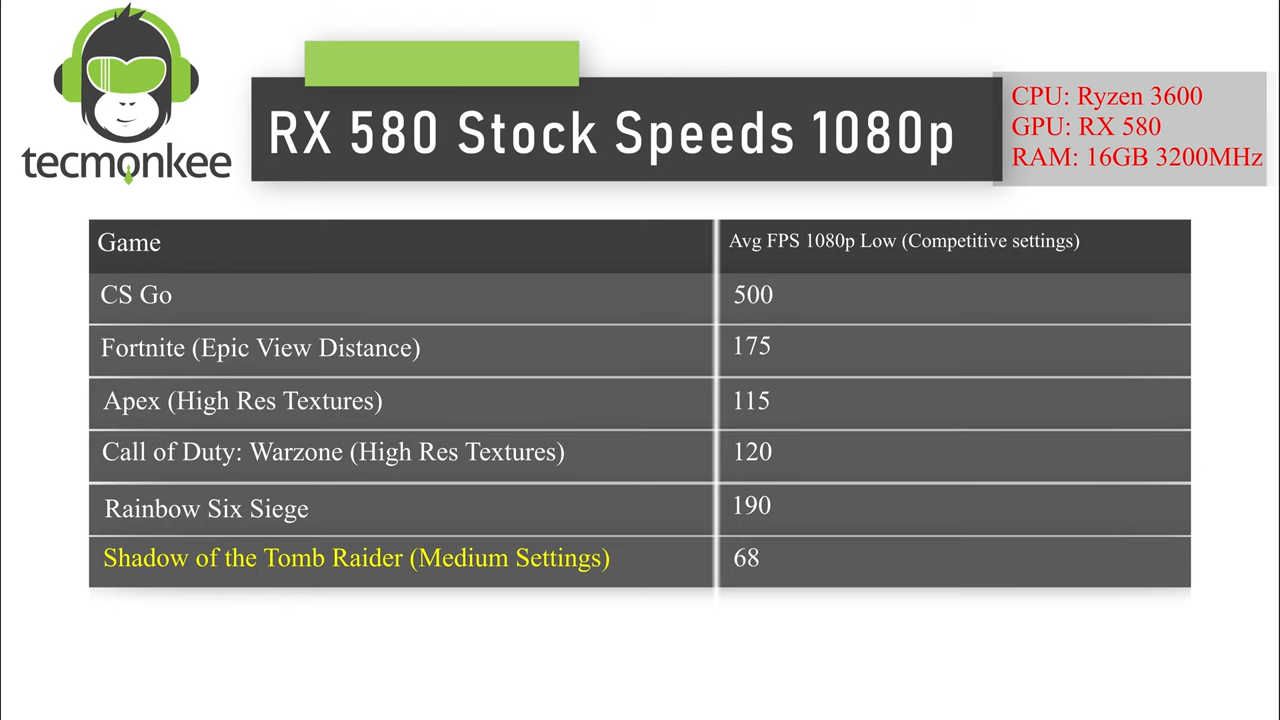 tecmonkee
RX 580 Stock Speeds 1080p
CPU: Ryzen 3600
GPU: RX 580
RAM: 16GB 3200MHz
Game Avg FPS 1080p Low (Competitive settings)
CS Go 500
Fortnite (Epic View Distance) 175
Apex (High Res Textures) 115
Call of Duty: Warzone (High Res Textures) 120
Rainbow Six Siege 190
Shadow of the Tomb Raider (Medium Settings) 68